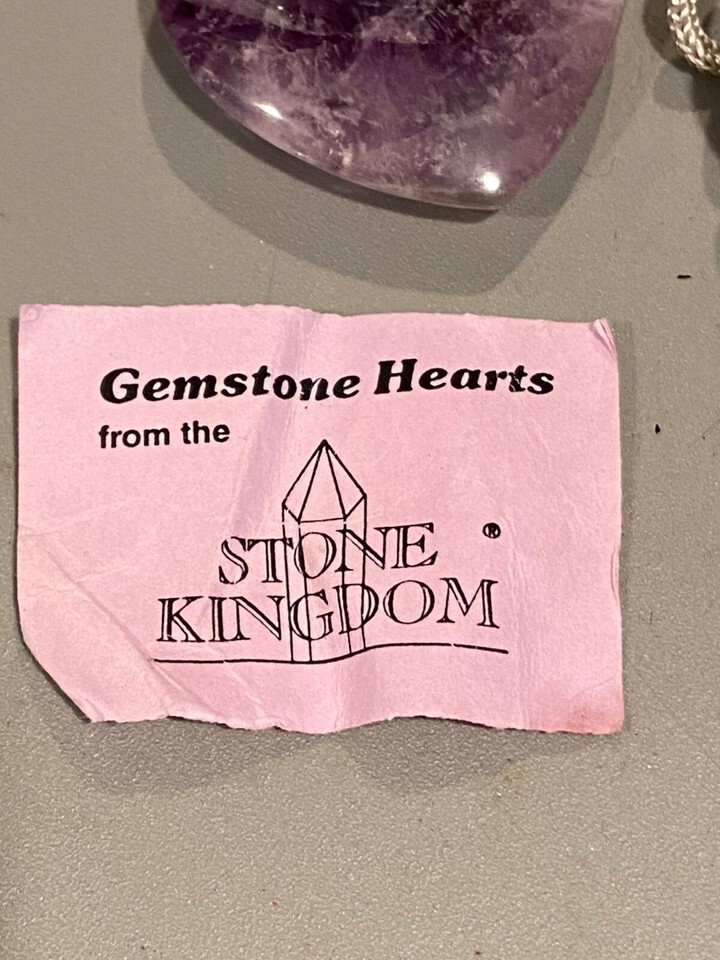 Gemstone Hearts
from the
STONE ®
KINGDOM